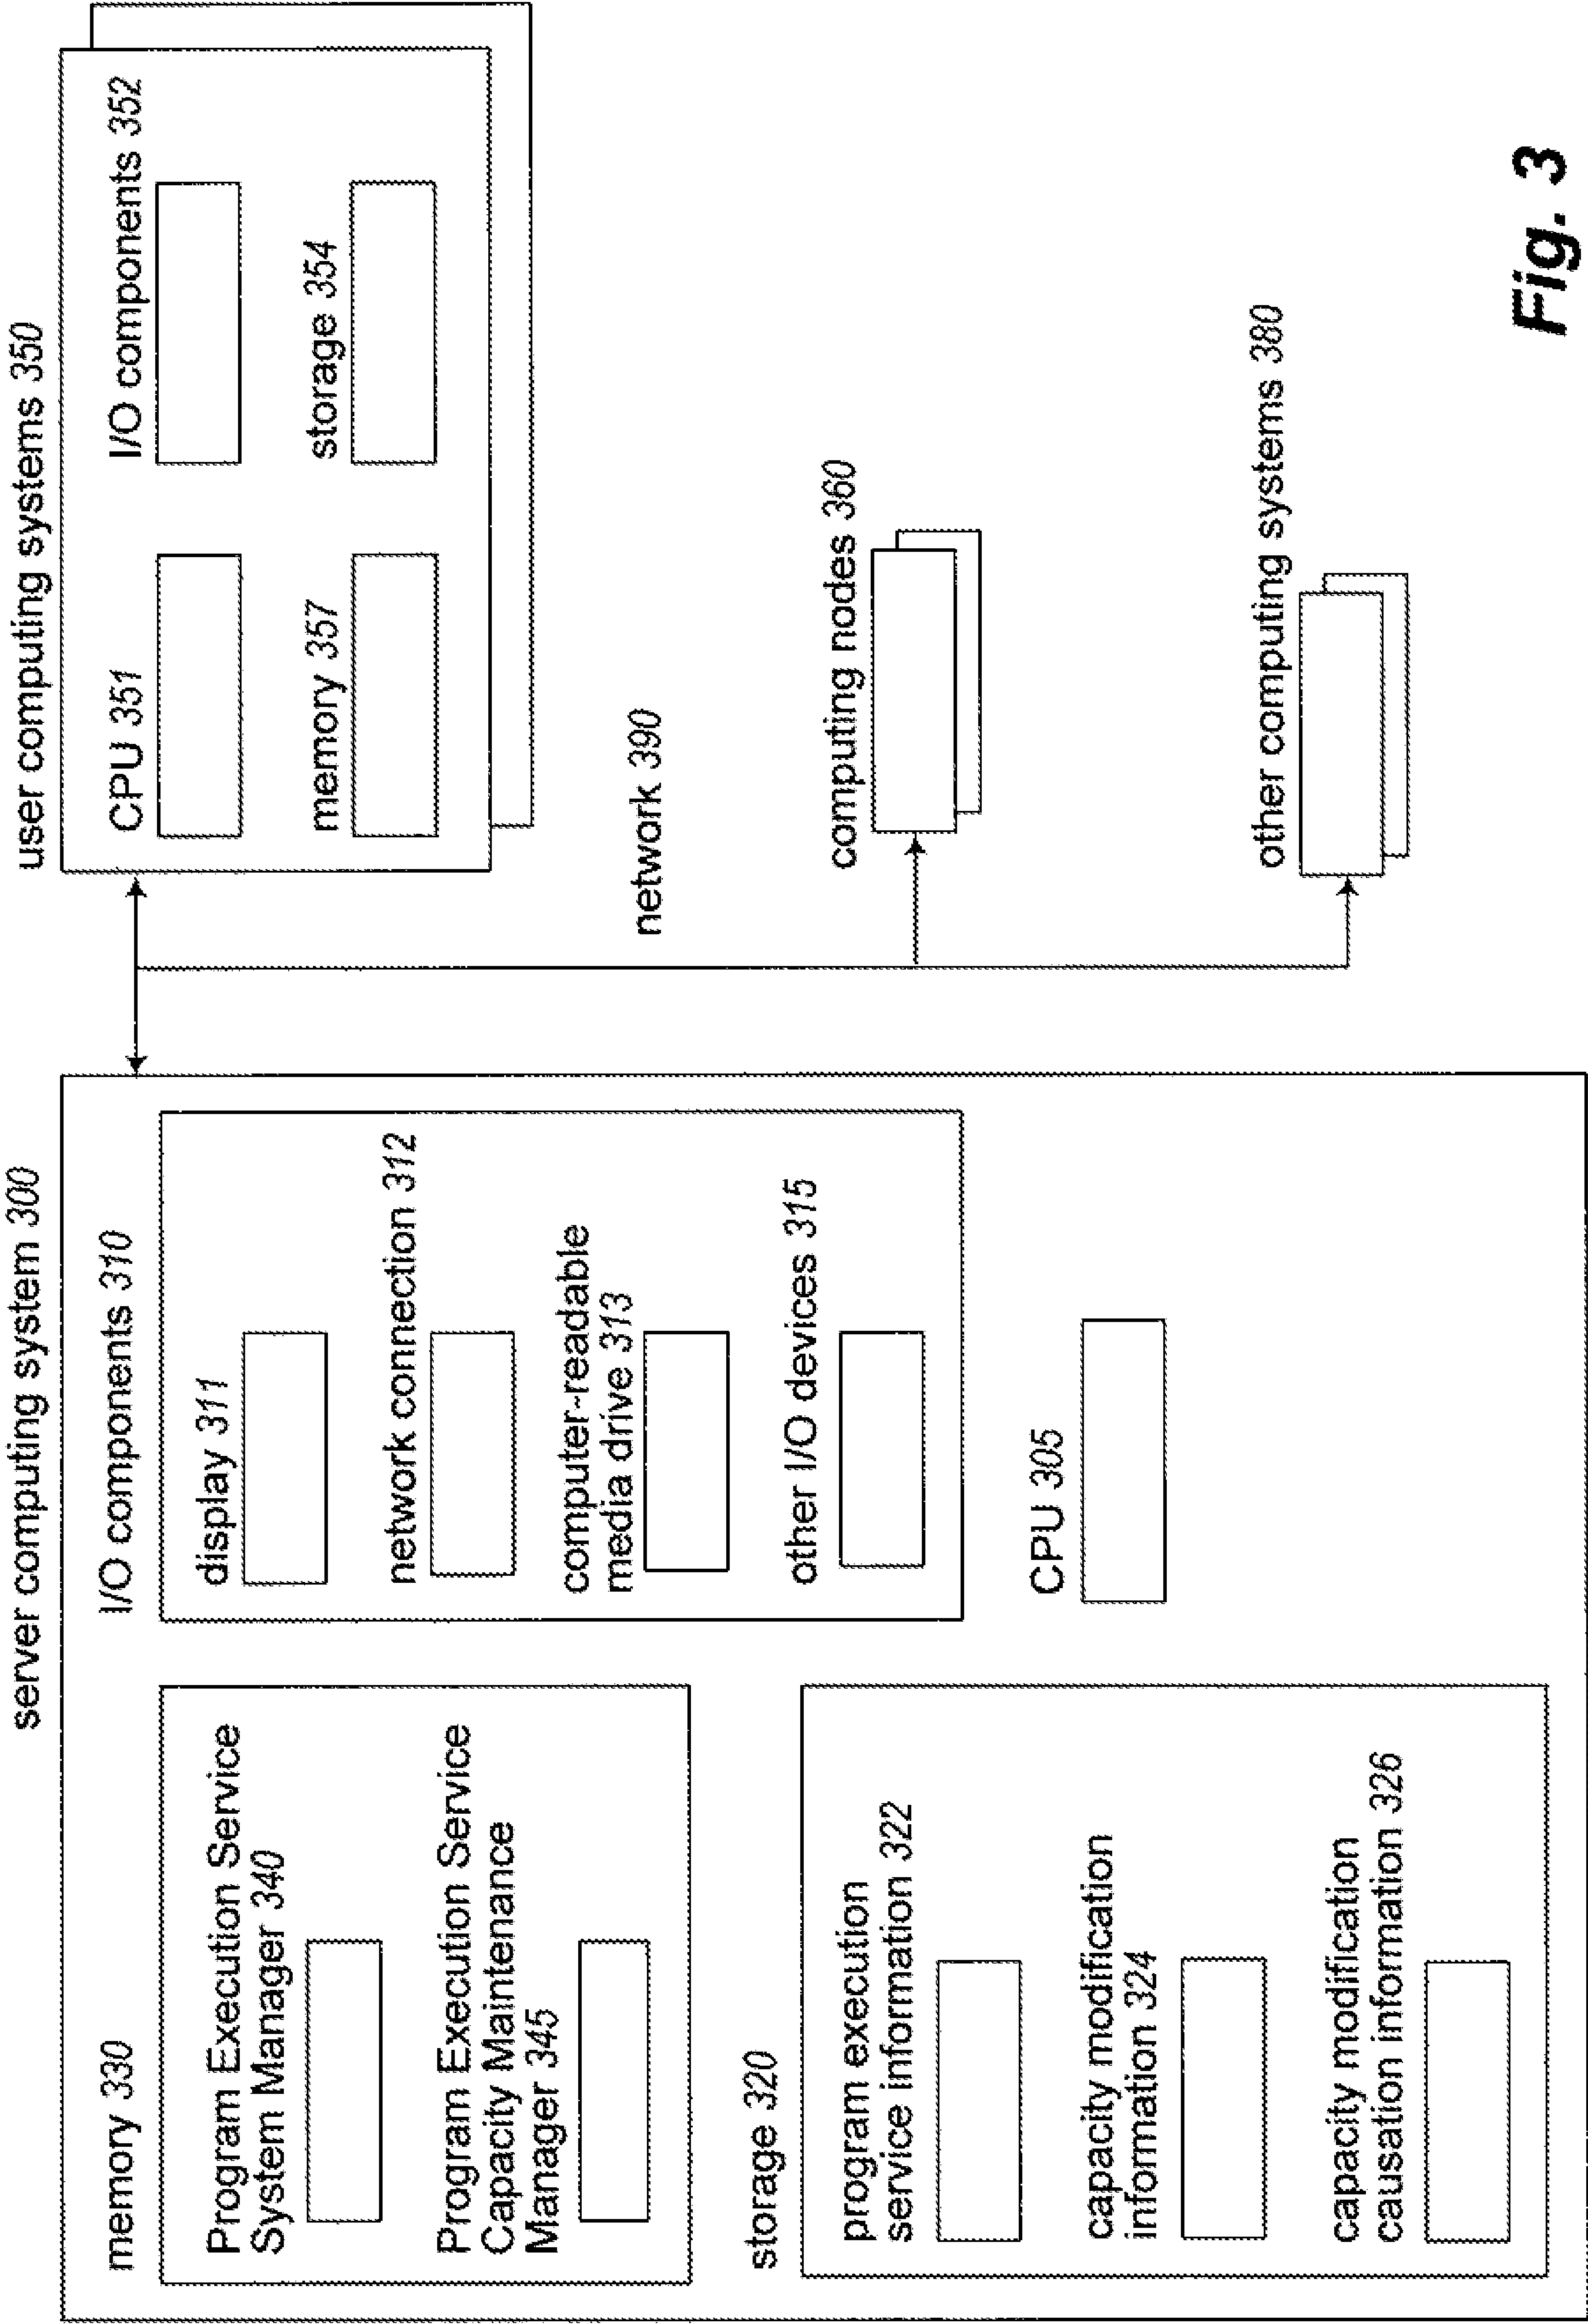 server computing system 300
memory 330
Program Execution Service
System Manager 340
Program Execution Service
Capacity Maintenance
Manager 345
storage 320
program execution
service information 322
capacity modification
information 324
capacity modification
causation information 326
I/O components 310
display 311
network connection 312
computer-readable
media drive 313
other I/O devices 315
CPU 305
user computing systems 350
CPU 351
I/O components 352
memory 357
storage 354
network 390
computing nodes 360
other computing systems 380
Fig. 3